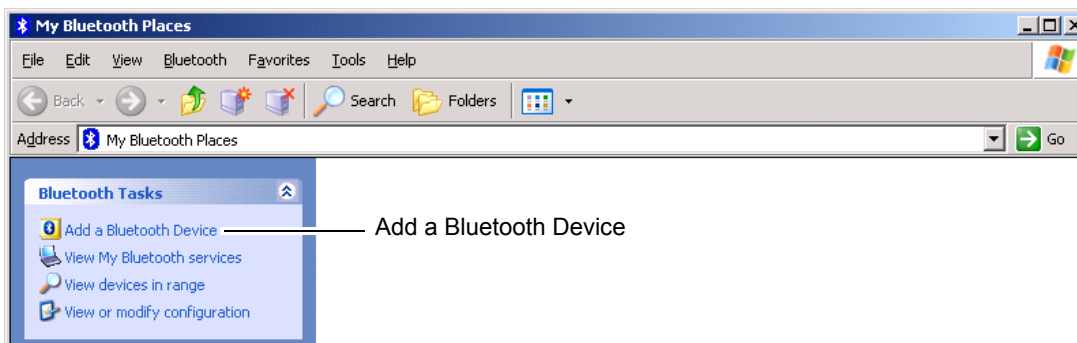 My Bluetooth Places
File Edit View Bluetooth Favorites Tools Help
Back Search Folders
Address My Bluetooth Places Go
Bluetooth Tasks
Add a Bluetooth Device Add a Bluetooth Device
View My Bluetooth services
View devices in range
View or modify configuration